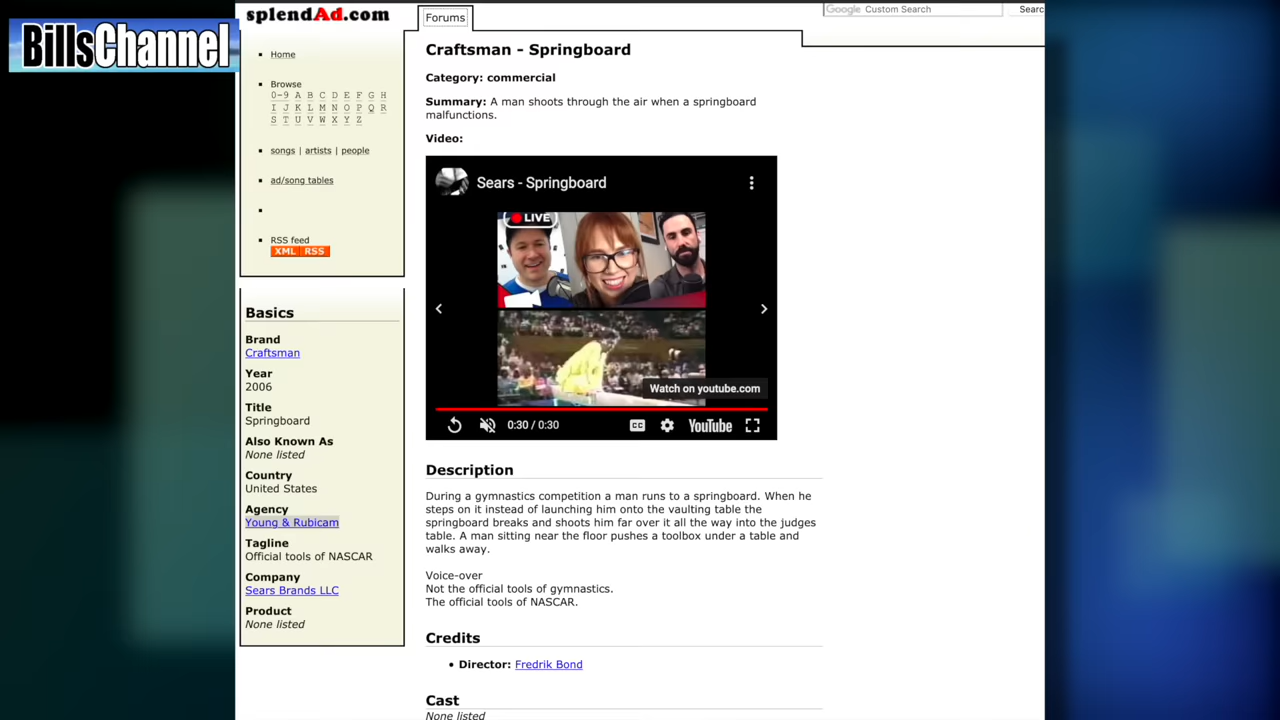 BillsChannel
splendAd.com
Forums
Google Custom Search
Searc
Home
Browse
0-9 A B C D E F G H
I J K L M N O P Q R
S T U V W X Y Z
songs | artists | people
ad/song tables
RSS feed
XML RSS
Basics
Brand
Craftsman
Year
2006
Title
Springboard
Also Known As
None listed
Country
United States
Agency
Young & Rubicam
Tagline
Official tools of NASCAR
Company
Sears Brands LLC
Product
None listed
Craftsman - Springboard
Category: commercial
Summary: A man shoots through the air when a springboard
malfunctions.
Video:
Sears - Springboard
LIVE
Watch on youtube.com
0:30 / 0:30
CC
YouTube
Description
During a gymnastics competition a man runs to a springboard. When he
steps on it instead of launching him onto the vaulting table the
springboard breaks and shoots him far over it all the way into the judges
table. A man sitting near the floor pushes a toolbox under a table and
walks away.
Voice-over
Not the official tools of gymnastics.
The official tools of NASCAR.
Credits
• Director: Fredrik Bond
Cast
None listed